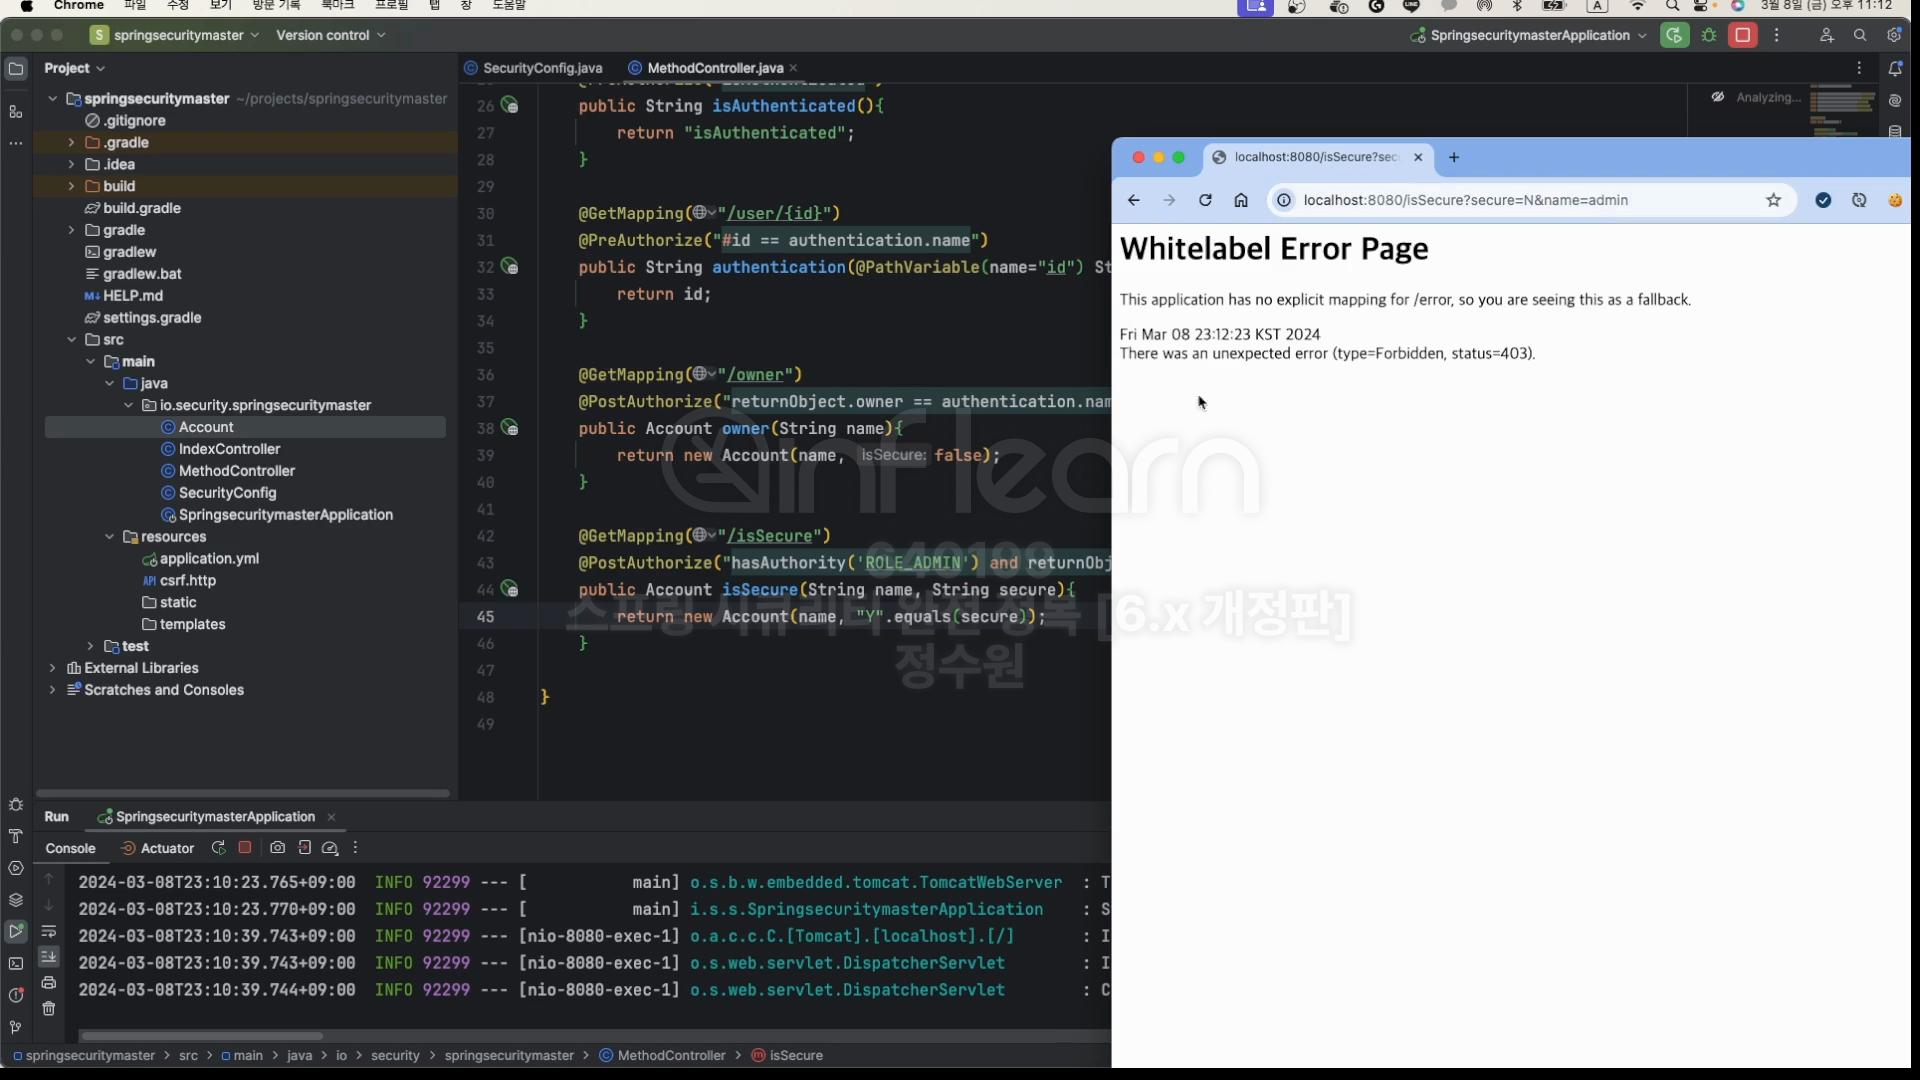 Chrome 파일 수정 보기 방문 기록 북마크 프로필 탭 창 도움말
3월 8일 (금) 오후 11:12
S springsecuritymaster Version control
SpringsecuritymasterApplication
Project
springsecuritymaster ~/projects/springsecuritymaster
.gitignore
.gradle
.idea
build
build.gradle
gradle
gradlew
gradlew.bat
M↓ HELP.md
settings.gradle
src
main
java
io.security.springsecuritymaster
Account
IndexController
MethodController
SecurityConfig
SpringsecuritymasterApplication
resources
application.yml
API csrf.http
static
templates
test
External Libraries
Scratches and Consoles
SecurityConfig.java MethodController.java
Analyzing...
26 public String isAuthenticated(){
27 return "isAuthenticated";
28 }
29
30 @GetMapping("/user/{id}")
31 @PreAuthorize("#id == authentication.name")
32 public String authentication(@PathVariable(name="id") St
33 return id;
34 }
35
36 @GetMapping("/owner")
37 @PostAuthorize("returnObject.owner == authentication.nam
38 public Account owner(String name){
39 return new Account(name, isSecure: false);
40 }
41
42 @GetMapping("/isSecure")
43 @PostAuthorize("hasAuthority('ROLE_ADMIN') and returnObj
44 public Account isSecure(String name, String secure){
45 return new Account(name, "Y".equals(secure));
46 }
47
48 }
49
inflearn
640199
스프링 시큐리티 완전 정복 [6.x 개정판]
정수원
localhost:8080/isSecure?sec
localhost:8080/isSecure?secure=N&name=admin
Whitelabel Error Page
This application has no explicit mapping for /error, so you are seeing this as a fallback.
Fri Mar 08 23:12:23 KST 2024
There was an unexpected error (type=Forbidden, status=403).
Run SpringsecuritymasterApplication
Console Actuator
2024-03-08T23:10:23.765+09:00 INFO 92299 --- [ main] o.s.b.w.embedded.tomcat.TomcatWebServer : T
2024-03-08T23:10:23.770+09:00 INFO 92299 --- [ main] i.s.s.SpringsecuritymasterApplication : S
2024-03-08T23:10:39.743+09:00 INFO 92299 --- [nio-8080-exec-1] o.a.c.c.C.[Tomcat].[localhost].[/] : I
2024-03-08T23:10:39.743+09:00 INFO 92299 --- [nio-8080-exec-1] o.s.web.servlet.DispatcherServlet : I
2024-03-08T23:10:39.744+09:00 INFO 92299 --- [nio-8080-exec-1] o.s.web.servlet.DispatcherServlet : C
springsecuritymaster > src > main > java > io > security > springsecuritymaster > MethodController > isSecure